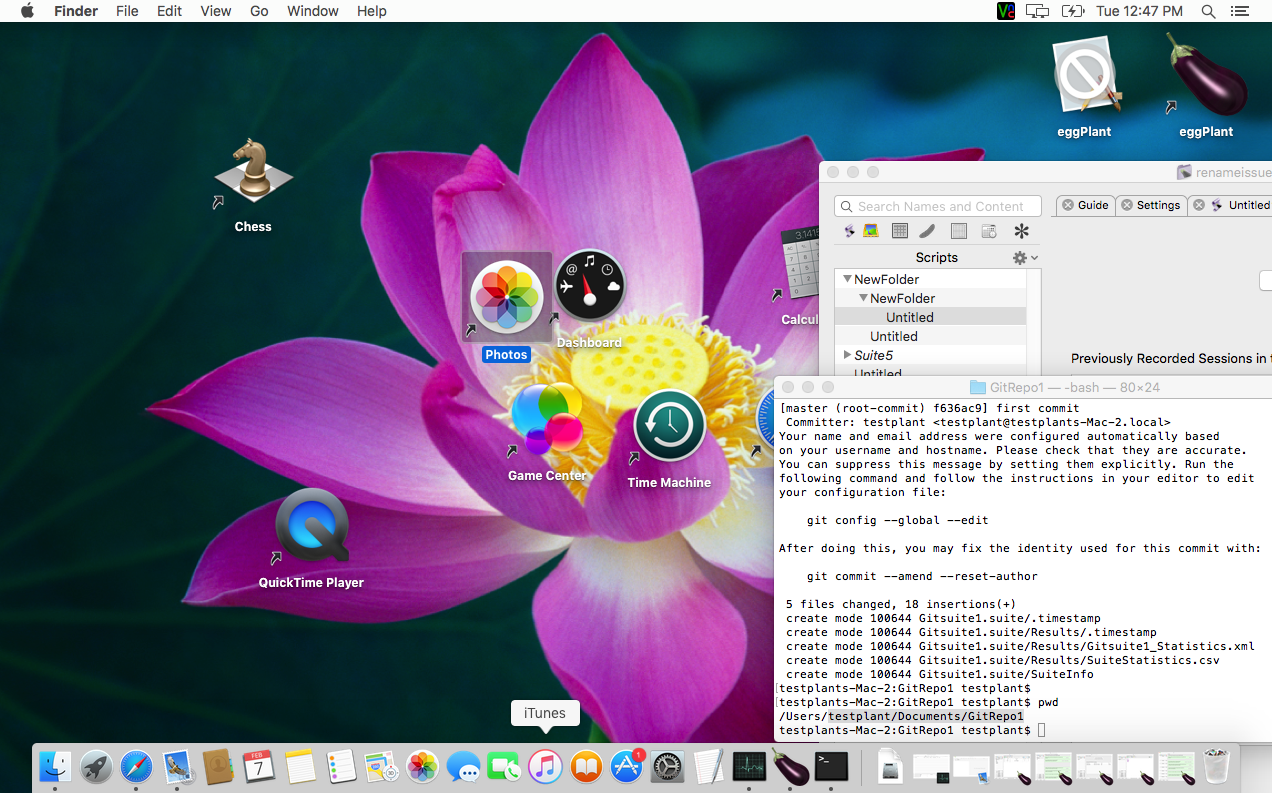 Finder File Edit View Go Window Help
Tue 12:47 PM
eggPlant
eggPlant
Chess
Photos
Dashboard
Game Center
Time Machine
QuickTime Player
renameissue
Search Names and Content
Guide
Settings
Untitled
Scripts
NewFolder
NewFolder
Untitled
Untitled
Suite5
Untitled
Previously Recorded Sessions in
GitRepo1 — -bash — 80×24
[master (root-commit) f636ac9] first commit
Committer: testplant <testplant@testplants-Mac-2.local>
Your name and email address were configured automatically based
on your username and hostname. Please check that they are accurate.
You can suppress this message by setting them explicitly. Run the
following command and follow the instructions in your editor to edit
your configuration file:
git config --global --edit
After doing this, you may fix the identity used for this commit with:
git commit --amend --reset-author
5 files changed, 18 insertions(+)
create mode 100644 Gitsuite1.suite/.timestamp
create mode 100644 Gitsuite1.suite/Results/.timestamp
create mode 100644 Gitsuite1.suite/Results/Gitsuite1_Statistics.xml
create mode 100644 Gitsuite1.suite/Results/SuiteStatistics.csv
create mode 100644 Gitsuite1.suite/SuiteInfo
[testplants-Mac-2:GitRepo1 testplant$
[testplants-Mac-2:GitRepo1 testplant$ pwd
/Users/testplant/Documents/GitRepo1
testplants-Mac-2:GitRepo1 testplant$
iTunes
FEB
7
1